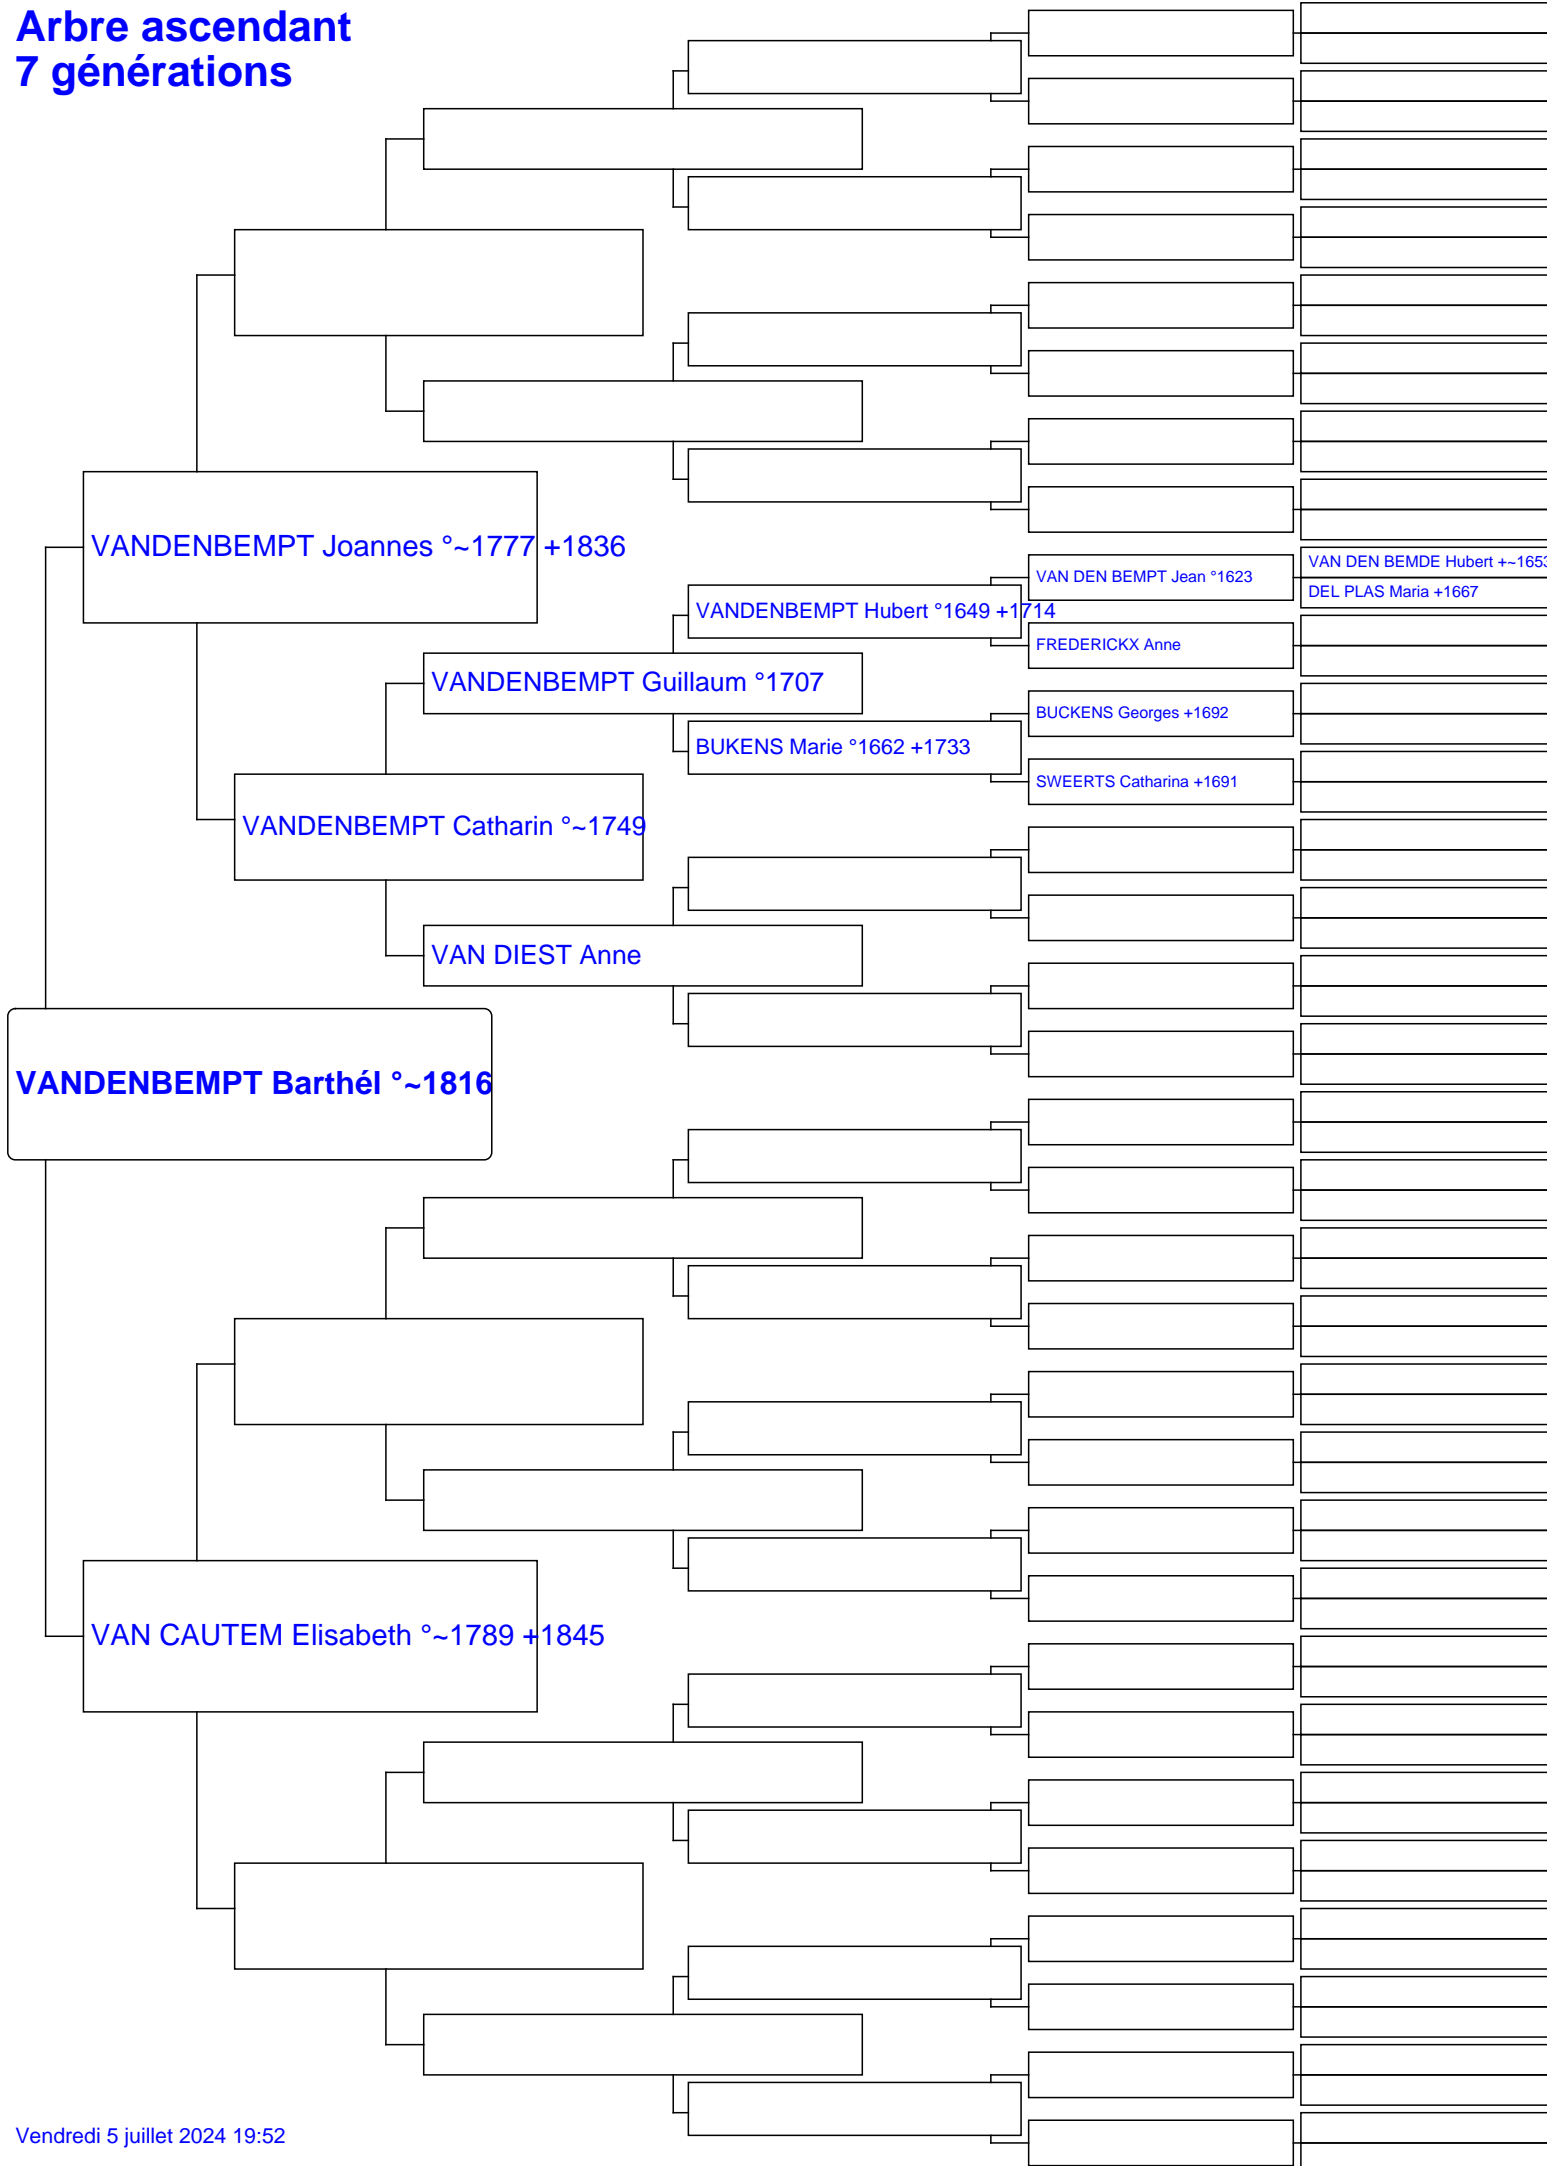 Arbre ascendant
7 générations
VANDENBEMPT Joannes °~1777 +1836
VAN DEN BEMPT Jean °1623
VAN DEN BEMDE Hubert +~1653
DEL PLAS Maria +1667
VANDENBEMPT Hubert °1649 +1714
FREDERICKX Anne
VANDENBEMPT Guillaum °1707
BUCKENS Georges +1692
BUKENS Marie °1662 +1733
SWEERTS Catharina +1691
VANDENBEMPT Catharin °~1749
VAN DIEST Anne
VANDENBEMPT Barthél °~1816
VAN CAUTEM Elisabeth °~1789 +1845
Vendredi 5 juillet 2024 19:52